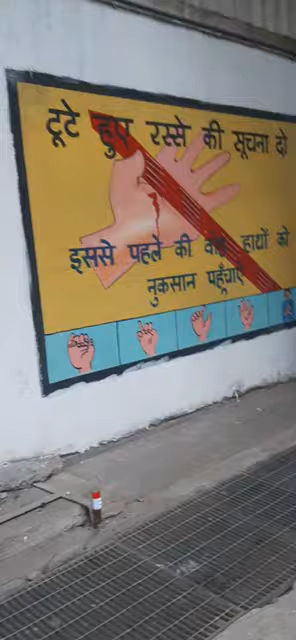 टूटे हुए रस्से की सूचना दो
इससे पहले की वह हाथों को
नुकसान पहुँचाए